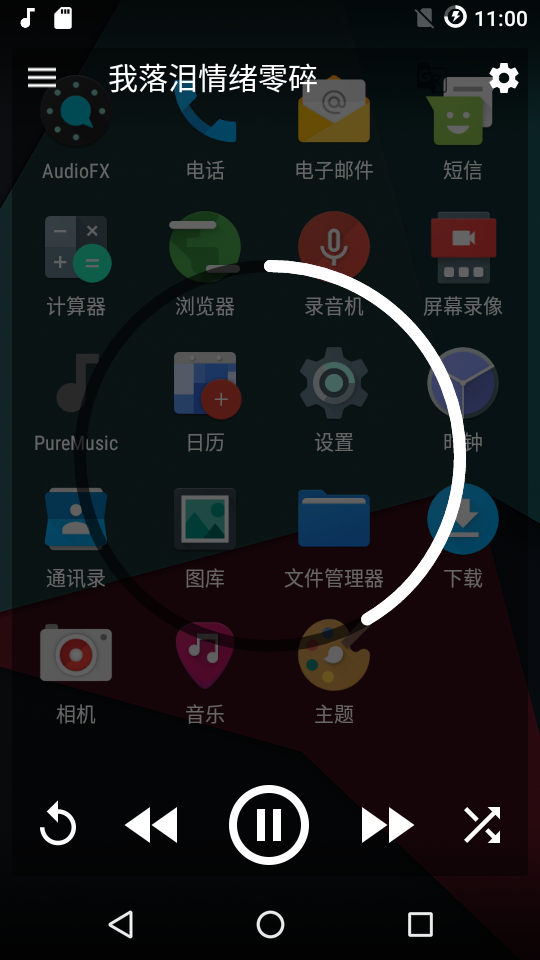 11:00
我落泪情绪零碎
AudioFX 电话 电子邮件 短信
计算器 浏览器 录音机 屏幕录像
PureMusic 日历 设置 时钟
通讯录 图库 文件管理器 下载
相机 音乐 主题